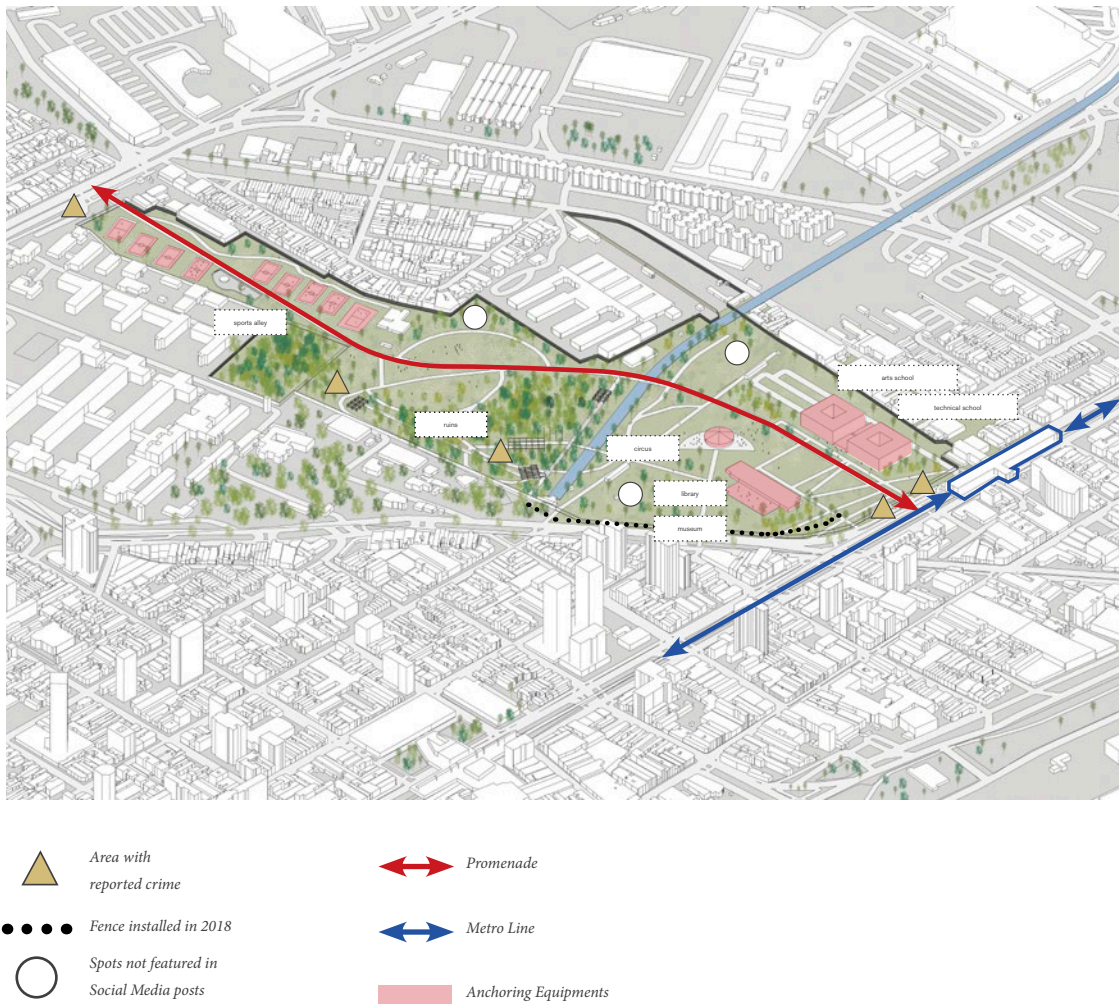 sports alley
arts school
technical school
ruins
circus
library
museum
Area with
reported crime
Fence installed in 2018
Spots not featured in
Social Media posts
Promenade
Metro Line
Anchoring Equipments